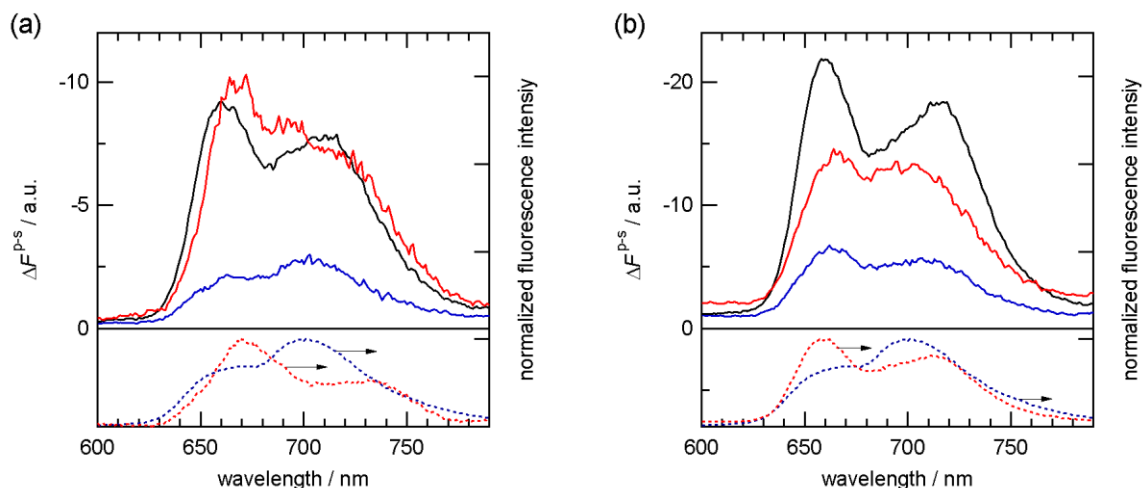 (a)
-10
-5
0
ΔF^p-s / a.u.
normalized fluorescence intensiy
600 650 700 750
wavelength / nm
(b)
-20
-10
0
ΔF^p-s / a.u.
normalized fluorescence intensiy
600 650 700 750
wavelength / nm